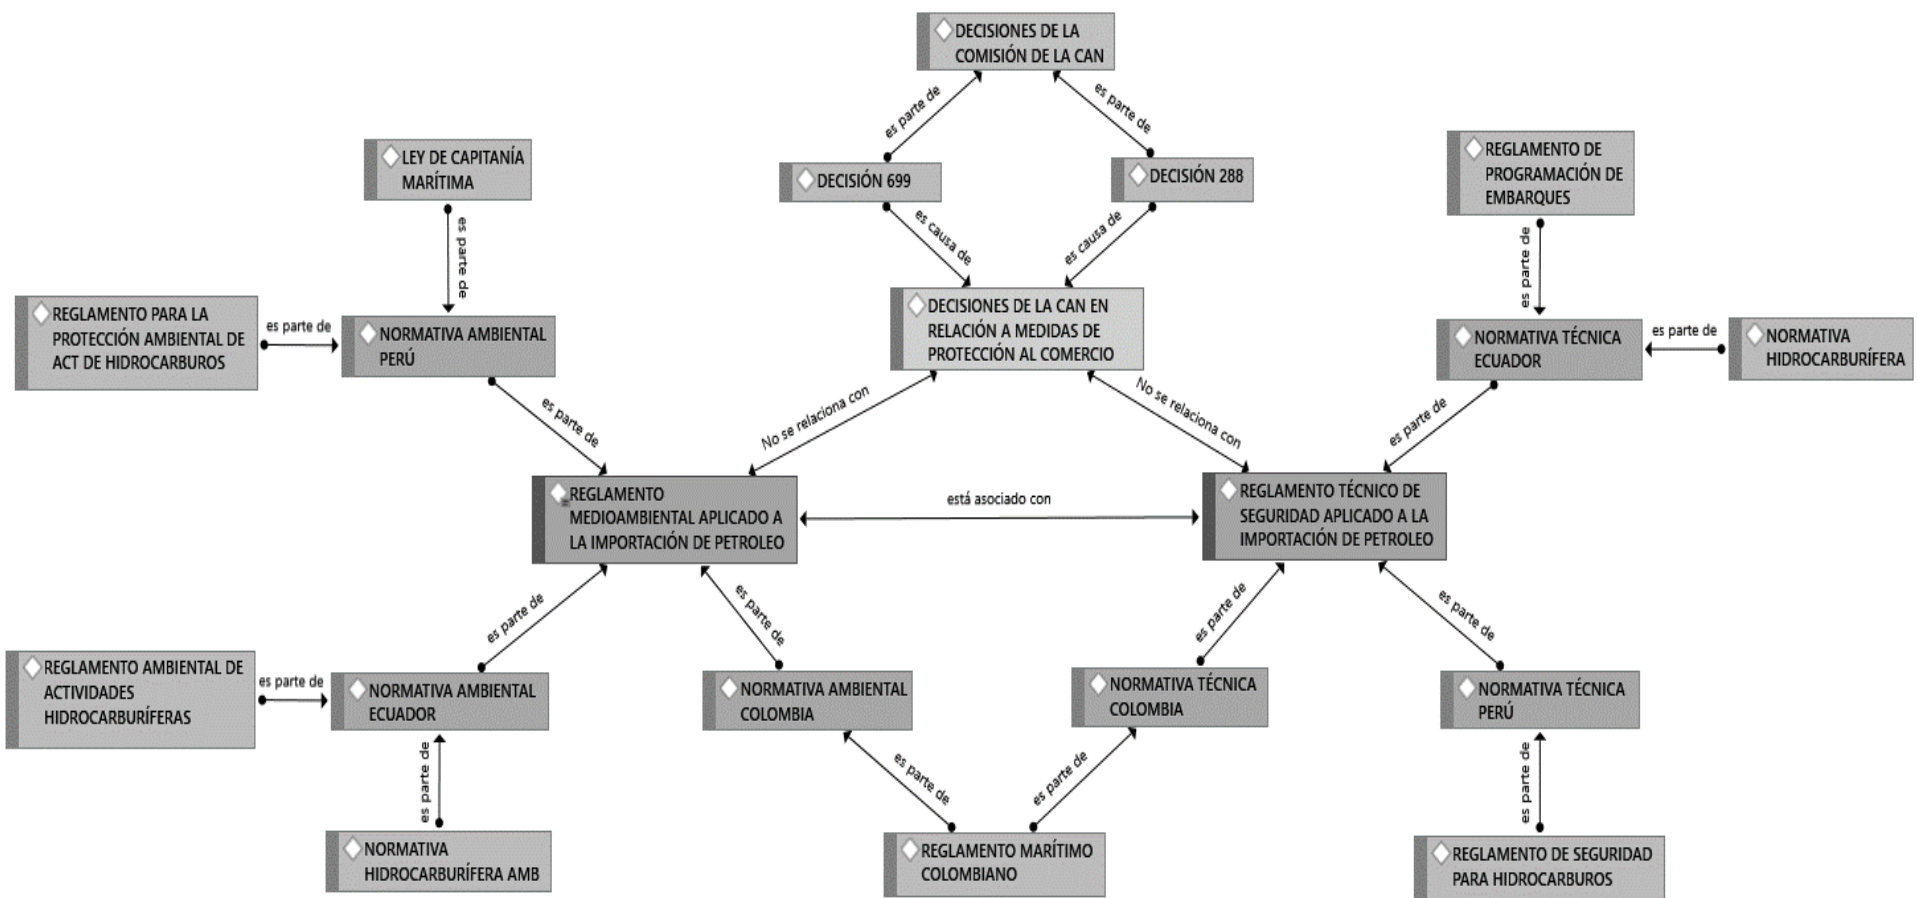 DECISIONES DE LA
COMISIÓN DE LA CAN
es parte de
es parte de
LEY DE CAPITANÍA
MARÍTIMA
DECISIÓN 699
DECISIÓN 288
REGLAMENTO DE
PROGRAMACIÓN DE
EMBARQUES
es parte de
es causa de
es causa de
es parte de
REGLAMENTO PARA LA
PROTECCIÓN AMBIENTAL DE
ACT DE HIDROCARBUROS
es parte de
NORMATIVA AMBIENTAL
PERÚ
DECISIONES DE LA CAN EN
RELACIÓN A MEDIDAS DE
PROTECCIÓN AL COMERCIO
NORMATIVA TÉCNICA
ECUADOR
es parte de
NORMATIVA
HIDROCARBURÍFERA
es parte de
No se relaciona con
No se relaciona con
es parte de
REGLAMENTO
MEDIOAMBIENTAL APLICADO A
LA IMPORTACIÓN DE PETROLEO
está asociado con
REGLAMENTO TÉCNICO DE
SEGURIDAD APLICADO A LA
IMPORTACIÓN DE PETROLEO
es parte de
es parte de
es parte de
es parte de
REGLAMENTO AMBIENTAL DE
ACTIVIDADES
HIDROCARBURÍFERAS
es parte de
NORMATIVA AMBIENTAL
ECUADOR
NORMATIVA AMBIENTAL
COLOMBIA
NORMATIVA TÉCNICA
COLOMBIA
NORMATIVA TÉCNICA
PERÚ
es parte de
es parte de
es parte de
es parte de
NORMATIVA
HIDROCARBURÍFERA AMB
REGLAMENTO MARÍTIMO
COLOMBIANO
REGLAMENTO DE SEGURIDAD
PARA HIDROCARBUROS